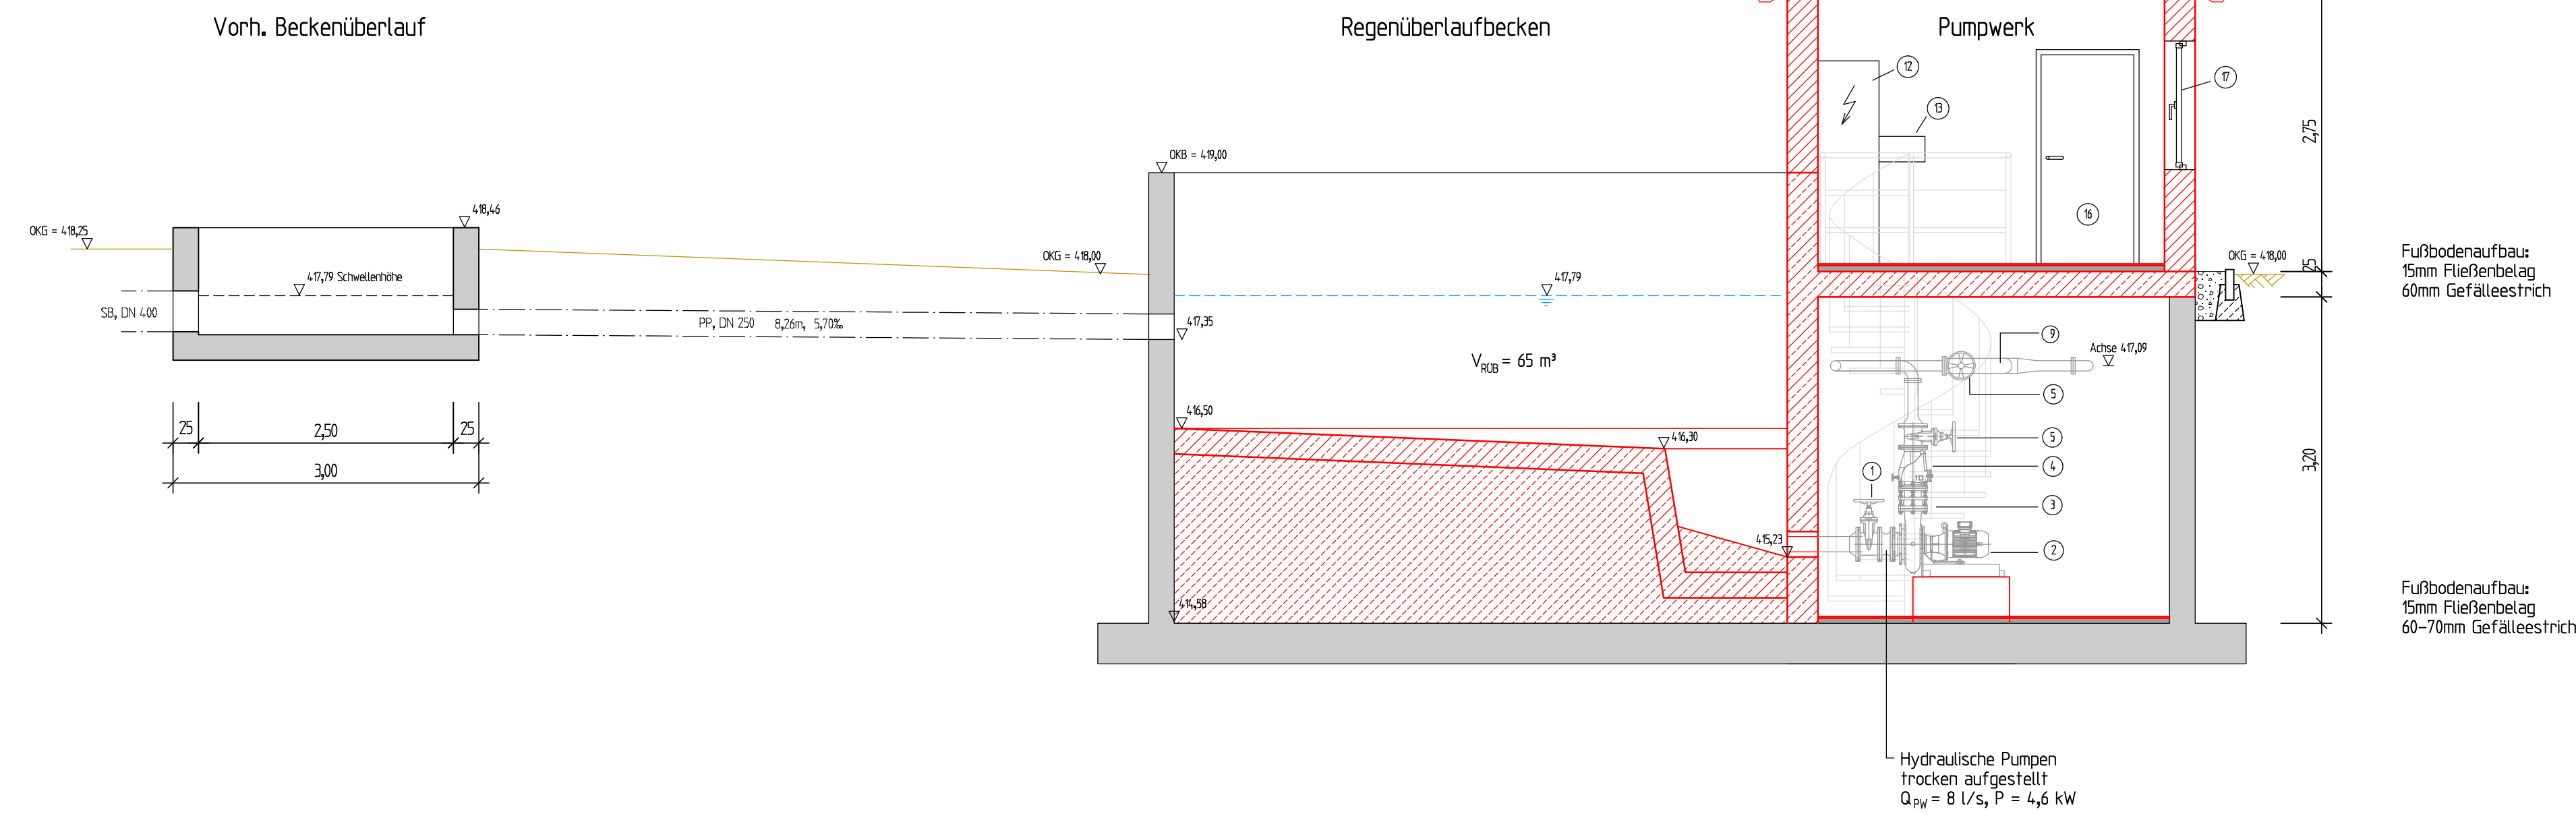 Vorh. Beckenüberlauf
Regenüberlaufbecken
Pumpwerk
12
17
13
2,75
OKB = 419,00
418,46
16
OKG = 418,25
OKG = 418,00
OKG = 418,00
25
Fußbodenaufbau:
15mm Fließenbelag
60mm Gefälleestrich
417,79 Schwellenhöhe
417,79
SB, DN 400
PP, DN 250 8,26m, 5,70‰
417,35
9
Achse 417,09
VRÜB = 65 m³
5
416,50
25
2,50
25
416,30
5
3,20
3,00
1
4
3
415,23
2
414,58
Fußbodenaufbau:
15mm Fließenbelag
60-70mm Gefälleestrich
Hydraulische Pumpen
trocken aufgestellt
QPW = 8 l/s, P = 4,6 kW